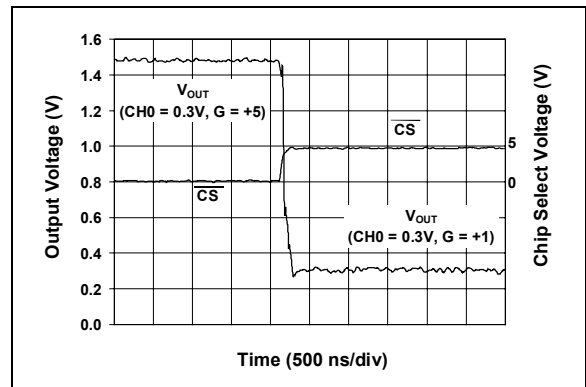 Output Voltage (V)
1.6
1.4
1.2
1.0
0.8
0.6
0.4
0.2
0.0
V_OUT
(CH0 = 0.3V, G = +5)
CS
CS
V_OUT
(CH0 = 0.3V, G = +1)
5
0
Chip Select Voltage (V)
Time (500 ns/div)